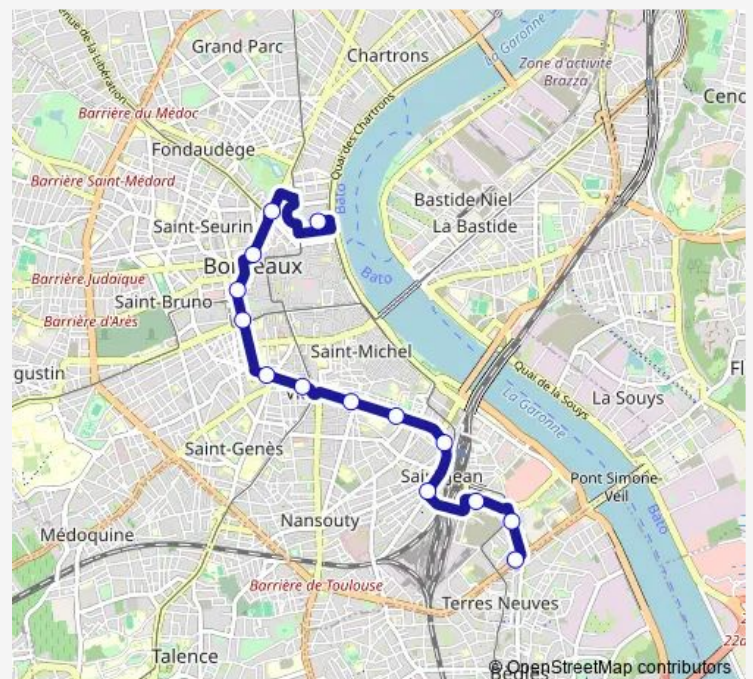 Grand Parc
Chartrons
La Garonne
Zone d'activité
Brazza
Cenc
Barrière du Médoc
Quai des Chartrons
Fondaudège
Barrière Saint-Médard
Bato
Bastide Niel
La Bastide
Saint-Seurin
Bato
Barrière Judaïque
Saint-Bruno
Barrière d'Arès
Saint-Michel
gustin
Fl
Quai de la Souys
La Souys
La Garonne
Saint-Genès
Pont Simone-
Veil
Bato
Nansouty
Médoquine
Barrière de Toulouse
Terres Neuves
Talence
22a
© OpenStreetMap contributors